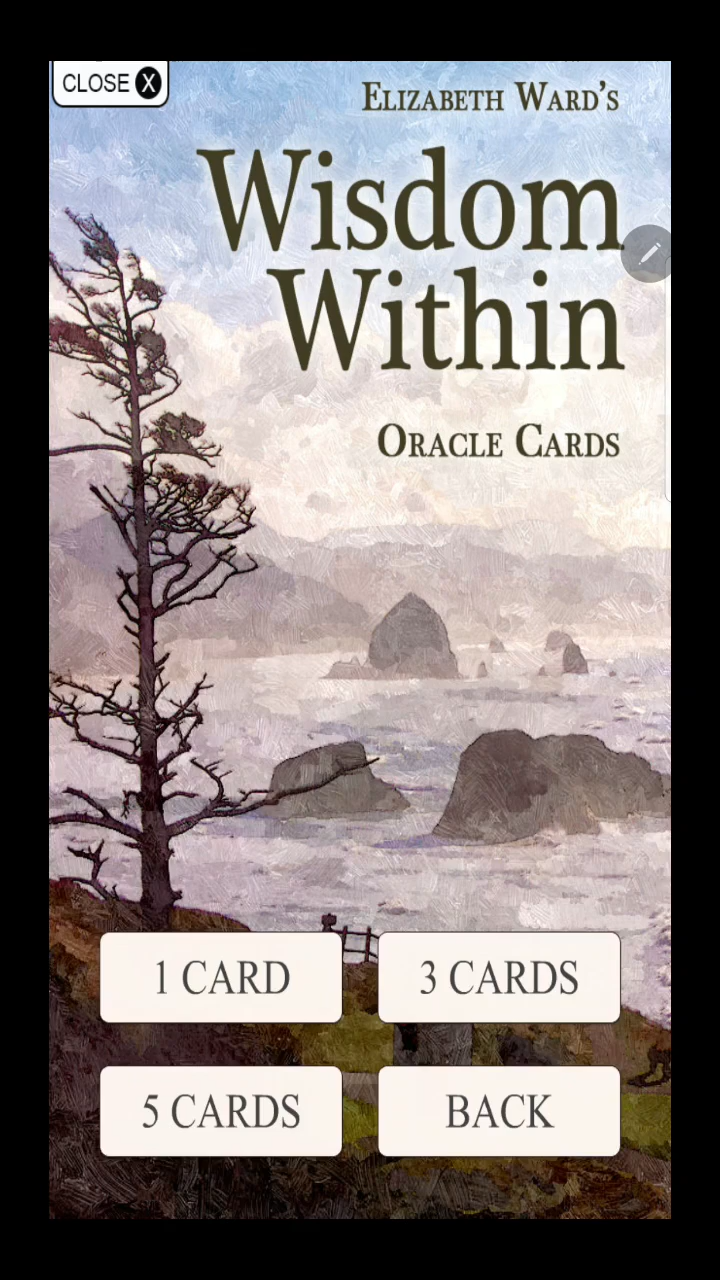 CLOSE X
ELIZABETH WARD'S
Wisdom
Within
ORACLE CARDS
1 CARD
3 CARDS
5 CARDS
BACK